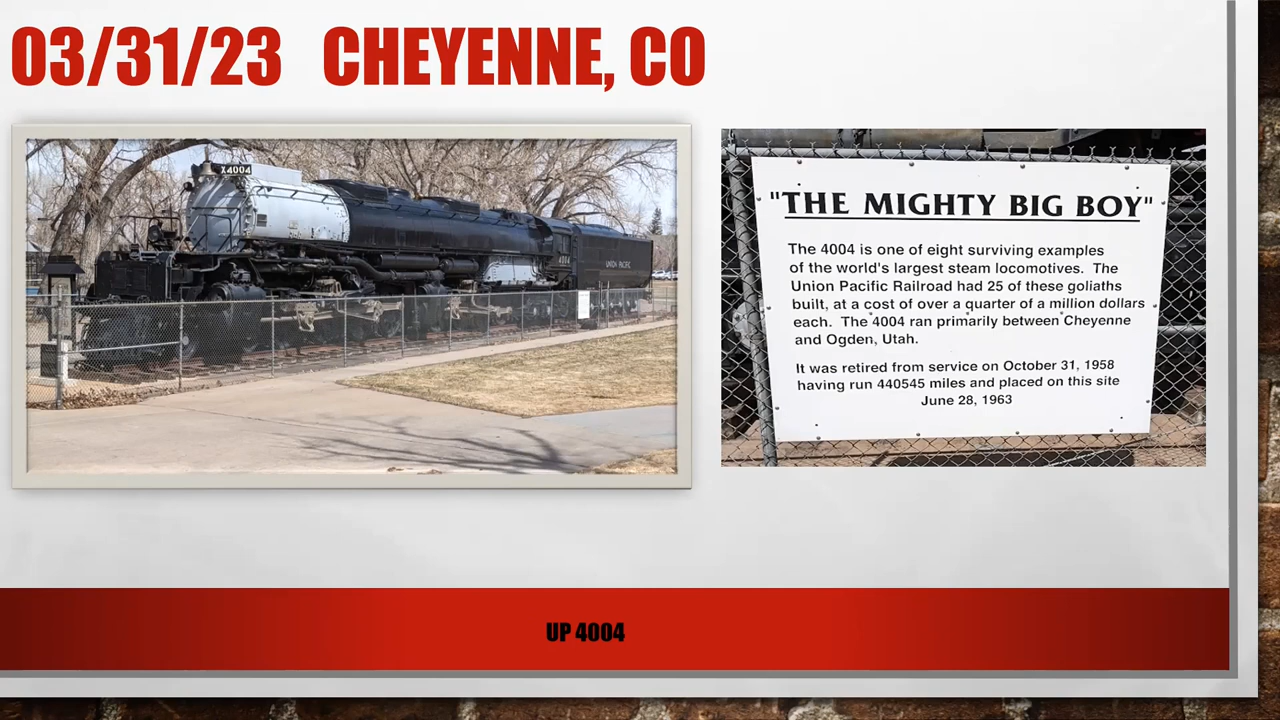 03/31/23 CHEYENNE, CO
X4004
4004
UNION PACIFIC
"THE MIGHTY BIG BOY"
The 4004 is one of eight surviving examples
of the world's largest steam locomotives. The
Union Pacific Railroad had 25 of these goliaths
built, at a cost of over a quarter of a million dollars
each. The 4004 ran primarily between Cheyenne
and Ogden, Utah.
It was retired from service on October 31, 1958
having run 440545 miles and placed on this site
June 28, 1963
UP 4004